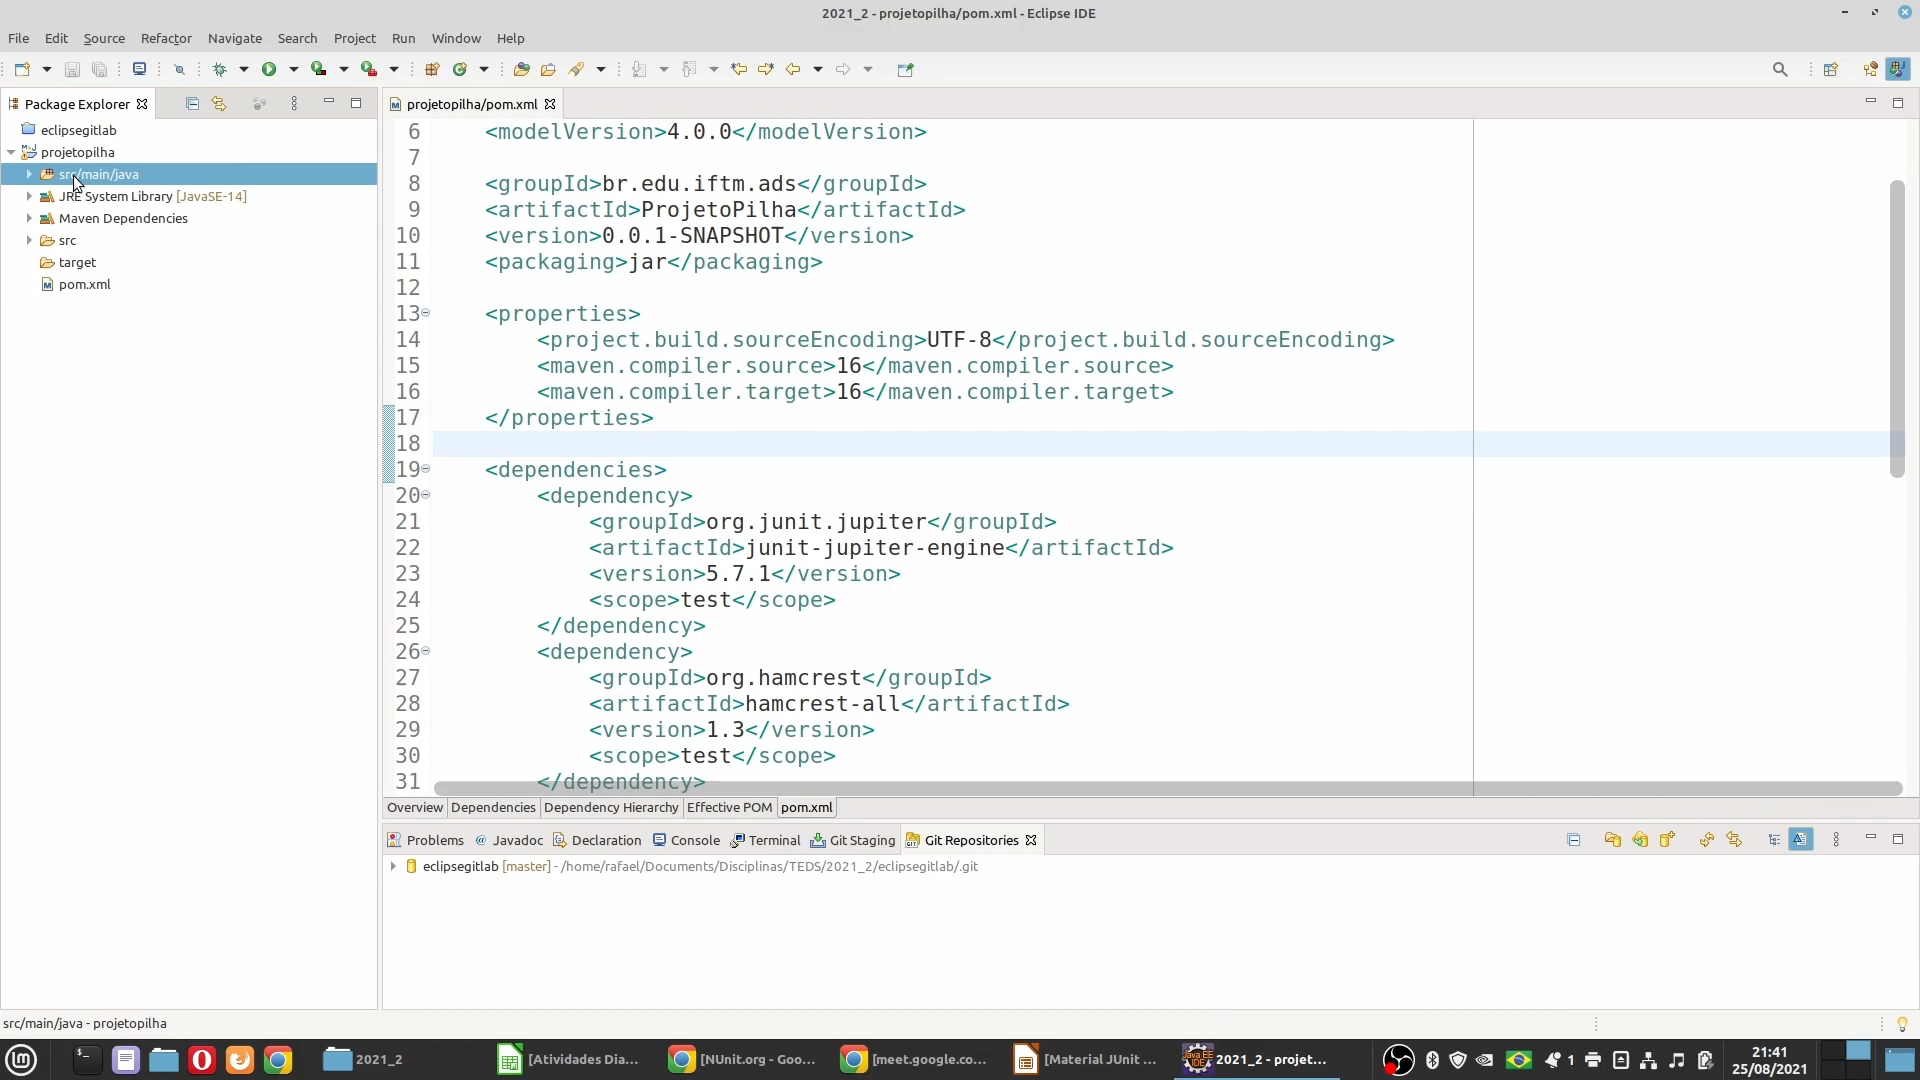 2021_2 - projetopilha/pom.xml - Eclipse IDE
File Edit Source Refactor Navigate Search Project Run Window Help
Package Explorer
eclipsegitlab
projetopilha
src/main/java
JRE System Library [JavaSE-14]
Maven Dependencies
src
target
pom.xml
projetopilha/pom.xml
6 <modelVersion>4.0.0</modelVersion>
7
8 <groupId>br.edu.iftm.ads</groupId>
9 <artifactId>ProjetoPilha</artifactId>
10 <version>0.0.1-SNAPSHOT</version>
11 <packaging>jar</packaging>
12
13 <properties>
14 <project.build.sourceEncoding>UTF-8</project.build.sourceEncoding>
15 <maven.compiler.source>16</maven.compiler.source>
16 <maven.compiler.target>16</maven.compiler.target>
17 </properties>
18
19 <dependencies>
20 <dependency>
21 <groupId>org.junit.jupiter</groupId>
22 <artifactId>junit-jupiter-engine</artifactId>
23 <version>5.7.1</version>
24 <scope>test</scope>
25 </dependency>
26 <dependency>
27 <groupId>org.hamcrest</groupId>
28 <artifactId>hamcrest-all</artifactId>
29 <version>1.3</version>
30 <scope>test</scope>
31 </dependency>
Overview Dependencies Dependency Hierarchy Effective POM pom.xml
Problems Javadoc Declaration Console Terminal Git Staging Git Repositories
eclipsegitlab [master] - /home/rafael/Documents/Disciplinas/TEDS/2021_2/eclipsegitlab/.git
src/main/java - projetopilha
2021_2 [Atividades Dia... [NUnit.org - Goo... [meet.google.co... [Material JUnit ... 2021_2 - projet... 1 21:41
25/08/2021